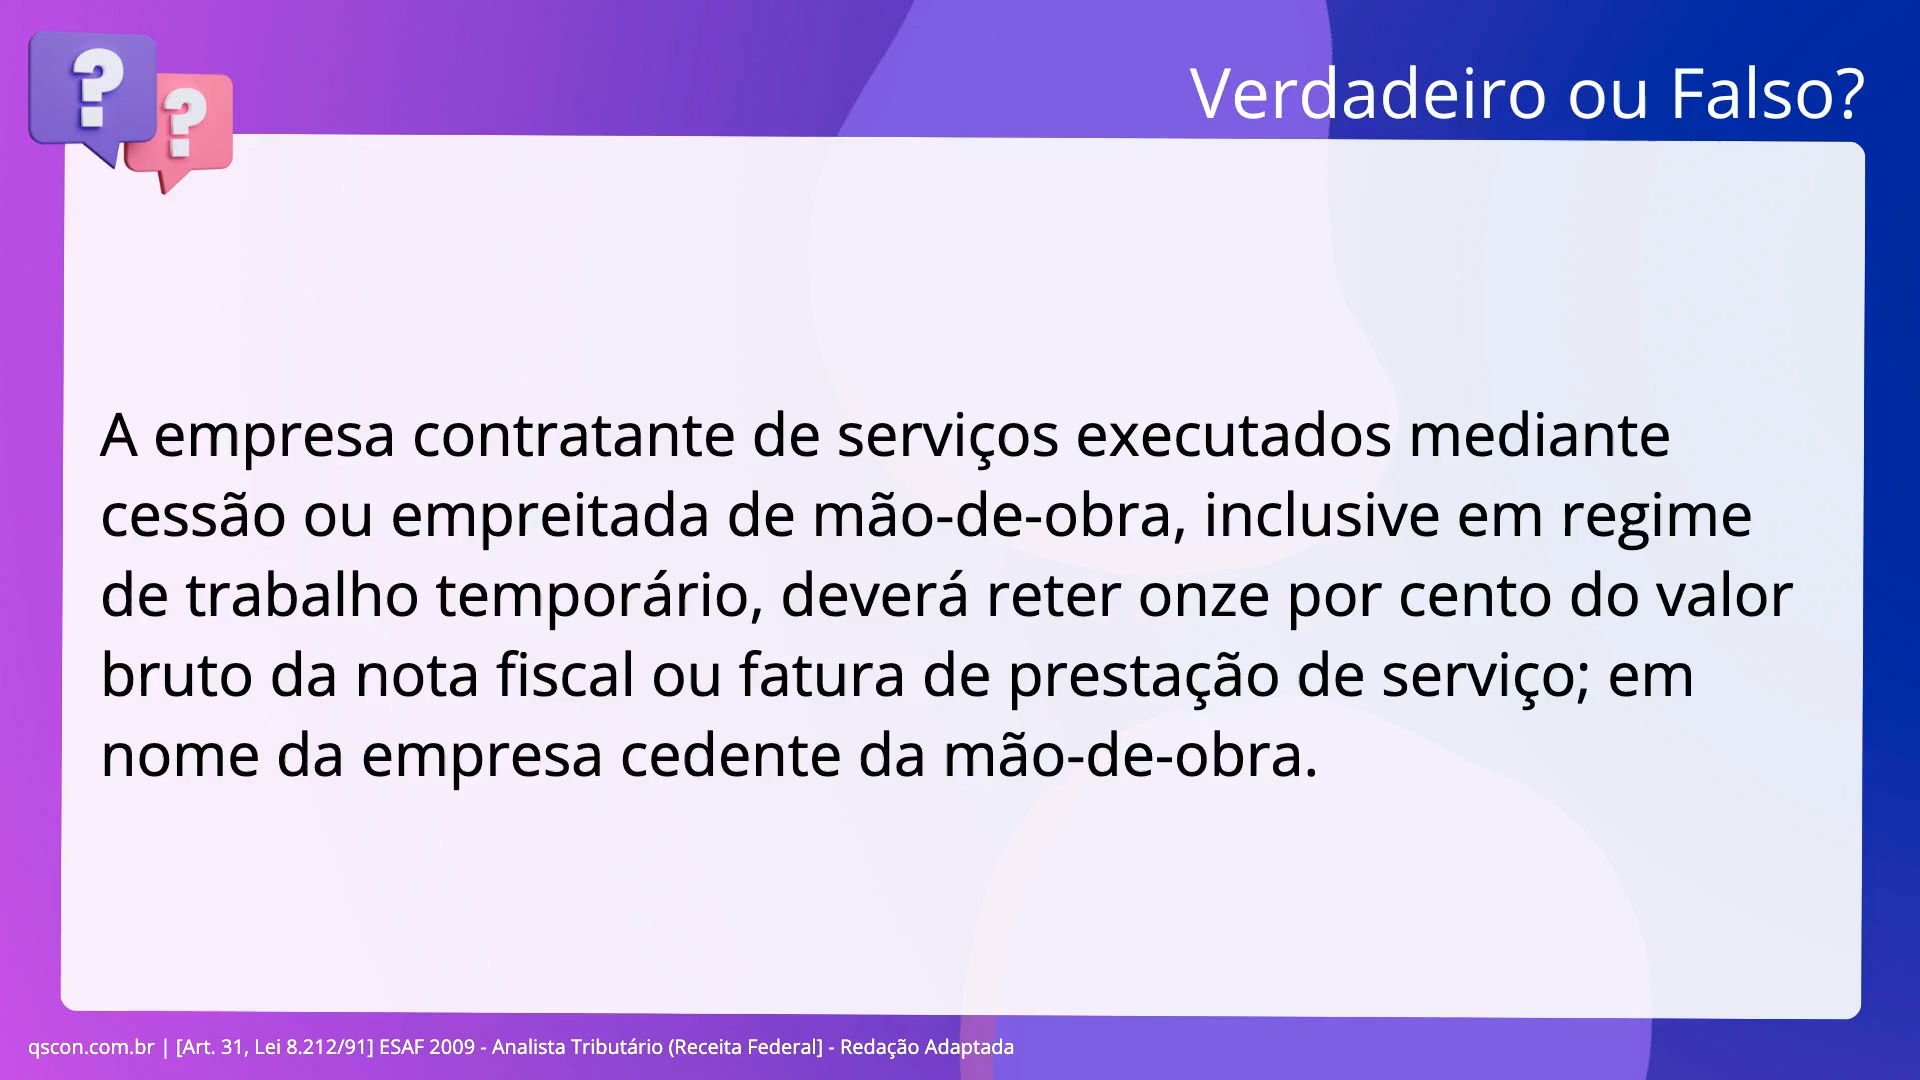 Verdadeiro ou Falso?
A empresa contratante de serviços executados mediante
cessão ou empreitada de mão-de-obra, inclusive em regime
de trabalho temporário, deverá reter onze por cento do valor
bruto da nota fiscal ou fatura de prestação de serviço; em
nome da empresa cedente da mão-de-obra.
qscon.com.br | [Art. 31, Lei 8.212/91] ESAF 2009 - Analista Tributário (Receita Federal] - Redação Adaptada